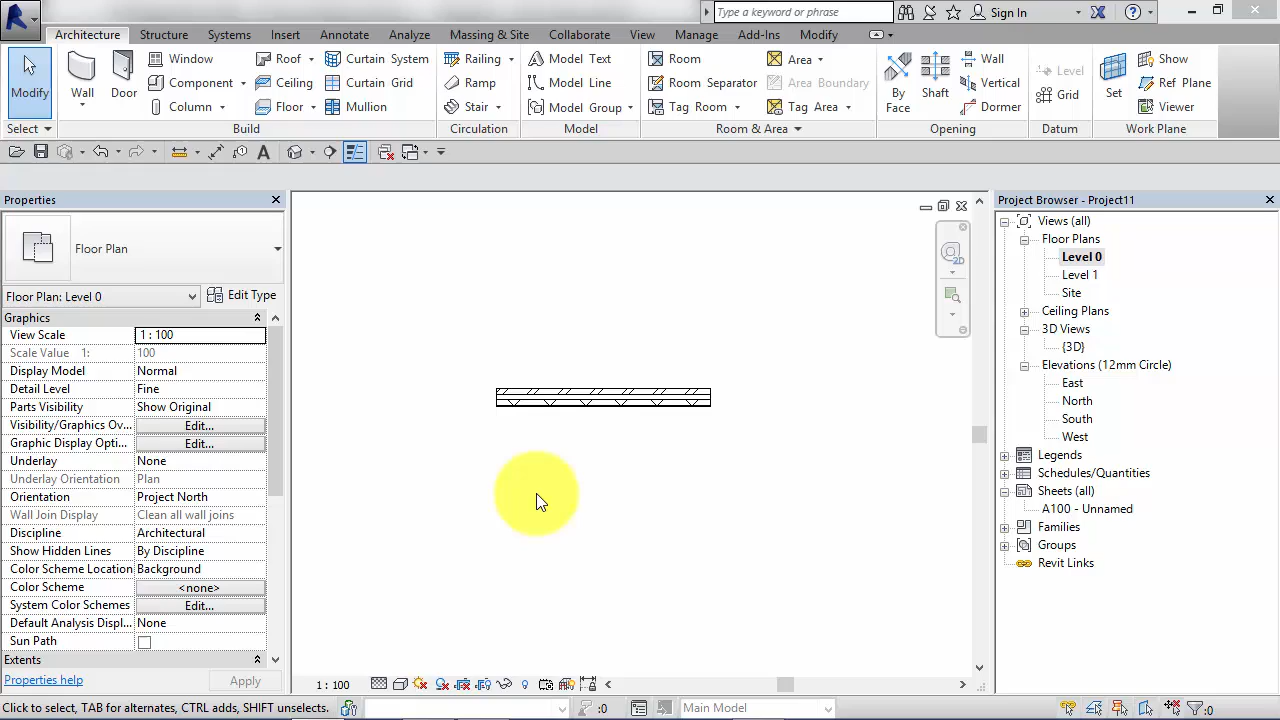 Type a keyword or phrase
Sign In
Architecture Structure Systems Insert Annotate Analyze Massing & Site Collaborate View Manage Add-Ins Modify
Modify
Wall
Door
Window
Component
Column
Roof
Ceiling
Floor
Curtain System
Curtain Grid
Mullion
Railing
Ramp
Stair
Model Text
Model Line
Model Group
Room
Room Separator
Tag Room
Area
Area Boundary
Tag Area
By Face
Shaft
Wall
Vertical
Dormer
Level
Grid
Set
Show
Ref Plane
Viewer
Select Build Circulation Model Room & Area Opening Datum Work Plane
Properties
Floor Plan
Floor Plan: Level 0 Edit Type
Graphics
View Scale 1 : 100
Scale Value 1: 100
Display Model Normal
Detail Level Fine
Parts Visibility Show Original
Visibility/Graphics Ov... Edit...
Graphic Display Opti... Edit...
Underlay None
Underlay Orientation Plan
Orientation Project North
Wall Join Display Clean all wall joins
Discipline Architectural
Show Hidden Lines By Discipline
Color Scheme Location Background
Color Scheme <none>
System Color Schemes Edit...
Default Analysis Displ... None
Sun Path
Extents
Properties help Apply
2D
1 : 100
Project Browser - Project11
Views (all)
Floor Plans
Level 0
Level 1
Site
Ceiling Plans
3D Views
{3D}
Elevations (12mm Circle)
East
North
South
West
Legends
Schedules/Quantities
Sheets (all)
A100 - Unnamed
Families
Groups
Revit Links
Click to select, TAB for alternates, CTRL adds, SHIFT unselects. :0 Main Model :0